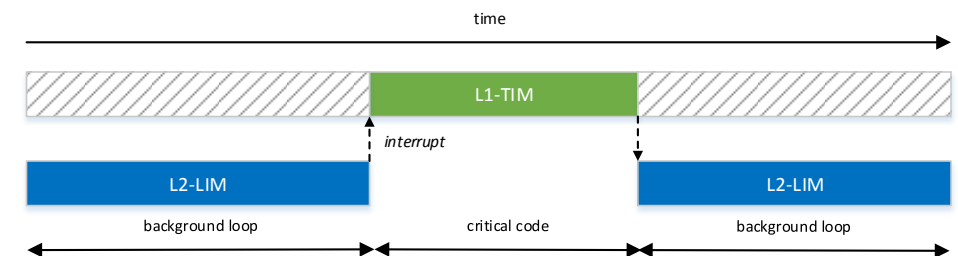 time
L1-TIM
interrupt
L2-LIM
L2-LIM
background loop
critical code
background loop